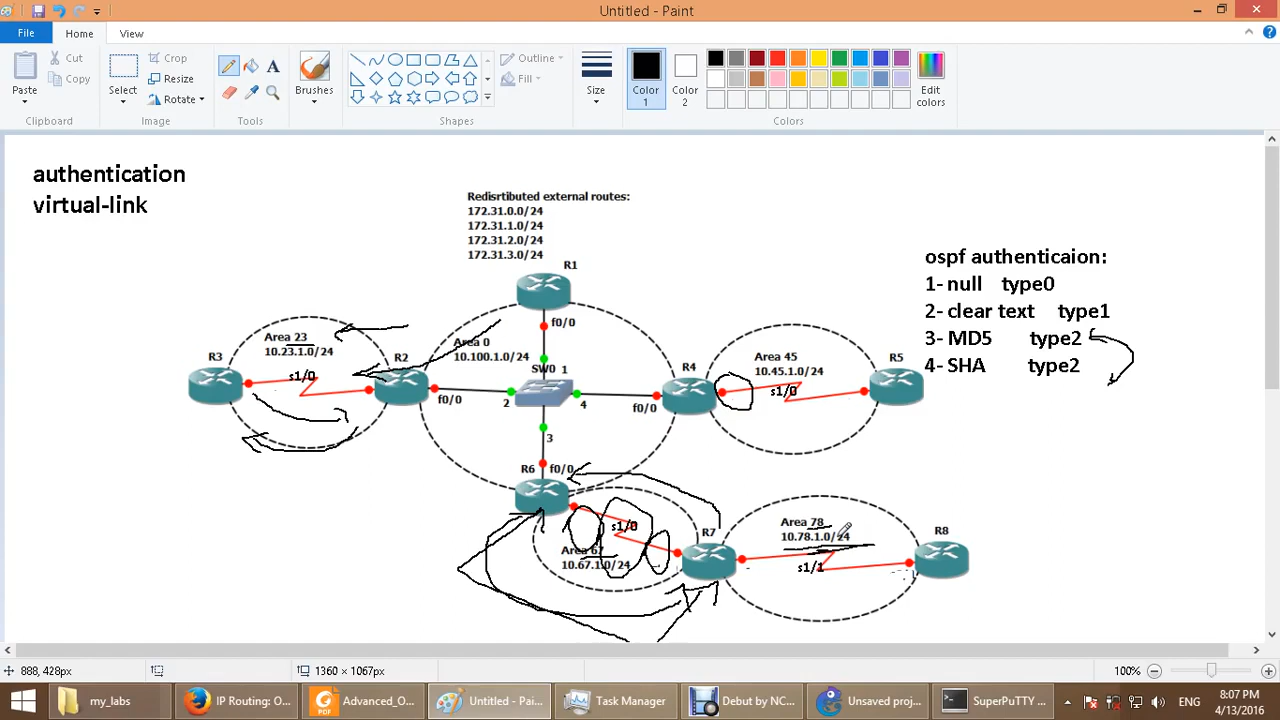 Untitled - Paint
File
Home
View
Paste
Cut
Copy
Clipboard
Select
Crop
Resize
Rotate
Image
A
Tools
Brushes
Outline
Fill
Shapes
Size
Color
1
Color
2
Edit
colors
Colors
authentication
virtual-link
Redisrtibuted external routes:
172.31.0.0/24
172.31.1.0/24
172.31.2.0/24
172.31.3.0/24
R1
f0/0
ospf authenticaion:
1- null type0
2- clear text type1
3- MD5 type2
4- SHA type2
Area 23
10.23.1.0/24
R3
s1/0
R2
Area 0
10.100.1.0/24
SW0 1
f0/0
2
4
3
f0/0
R4
Area 45
10.45.1.0/24
s1/0
R5
R6
f0/0
s1/0
Area 67
10.67.1.0/24
R7
Area 78
10.78.1.0/24
s1/1
R8
888, 428px
1360 × 1067px
100%
my_labs
IP Routing: O...
Advanced_O...
PDF
Untitled - Pai...
Task Manager
Debut by NC...
Unsaved proj...
SuperPuTTY ...
ENG
8:07 PM
4/13/2016